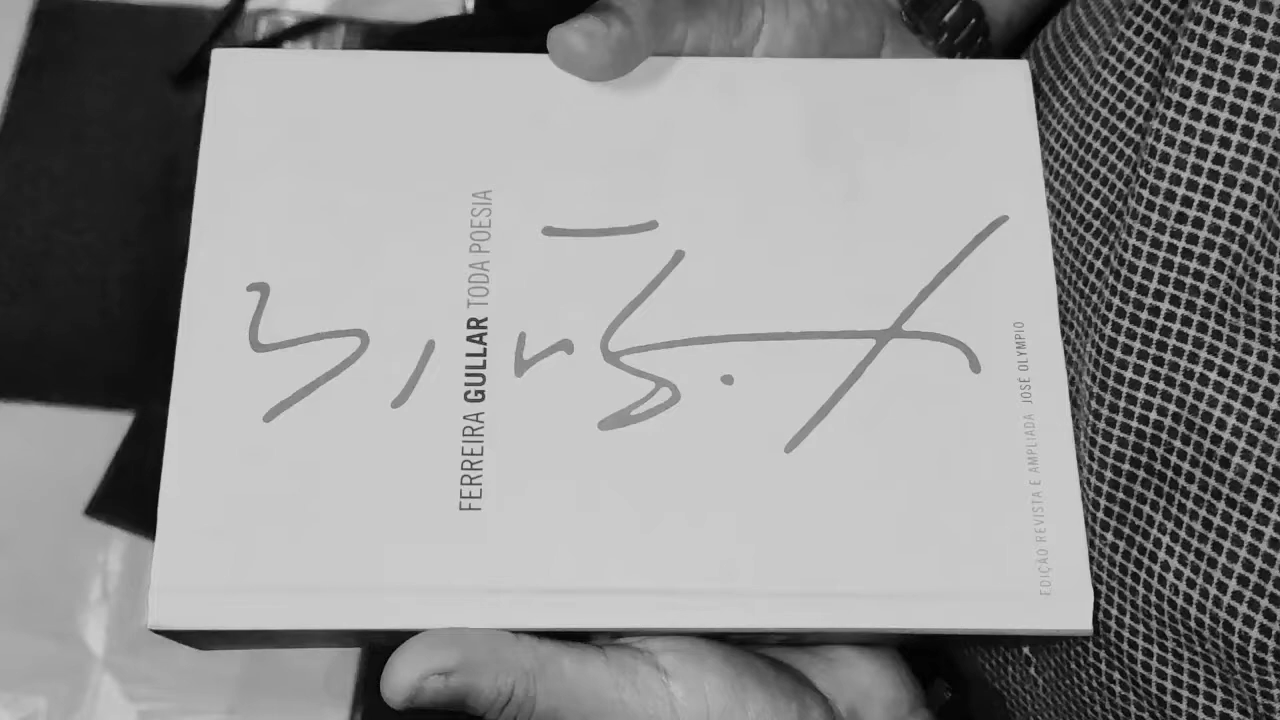 FERREIRA GULLAR TODA POESIA
EDIÇÃO REVISTA E AMPLIADA JOSÉ OLYMPIO